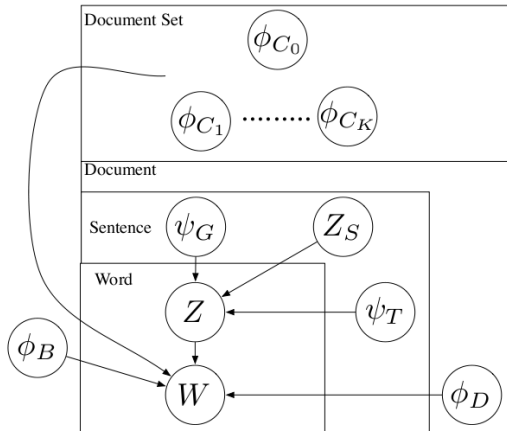 Document Set
ϕ_{C_0}
ϕ_{C_1} ......... ϕ_{C_K}
Document
Sentence
ψ_G
Z_S
Word
Z
ψ_T
ϕ_B
W
ϕ_D